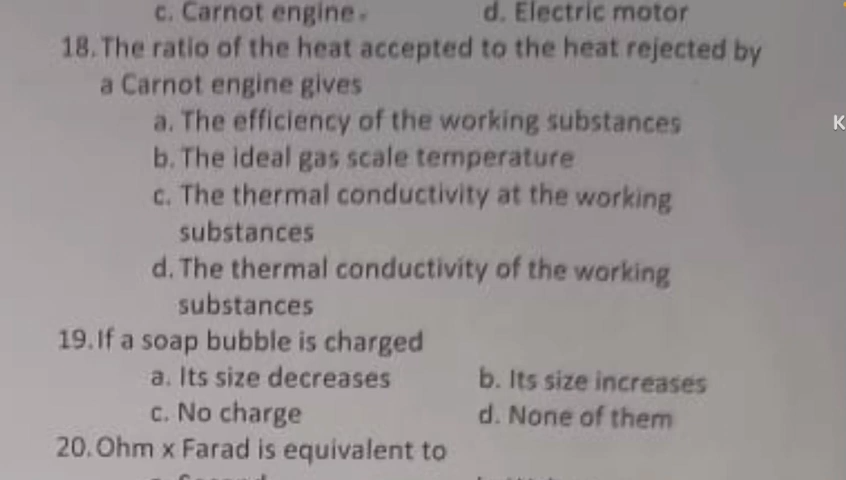 c. Carnot engine. d. Electric motor
18. The ratio of the heat accepted to the heat rejected by
a Carnot engine gives
a. The efficiency of the working substances
K
b. The ideal gas scale temperature
c. The thermal conductivity at the working
substances
d. The thermal conductivity of the working
substances
19. If a soap bubble is charged
a. Its size decreases b. Its size increases
c. No charge d. None of them
20. Ohm x Farad is equivalent to